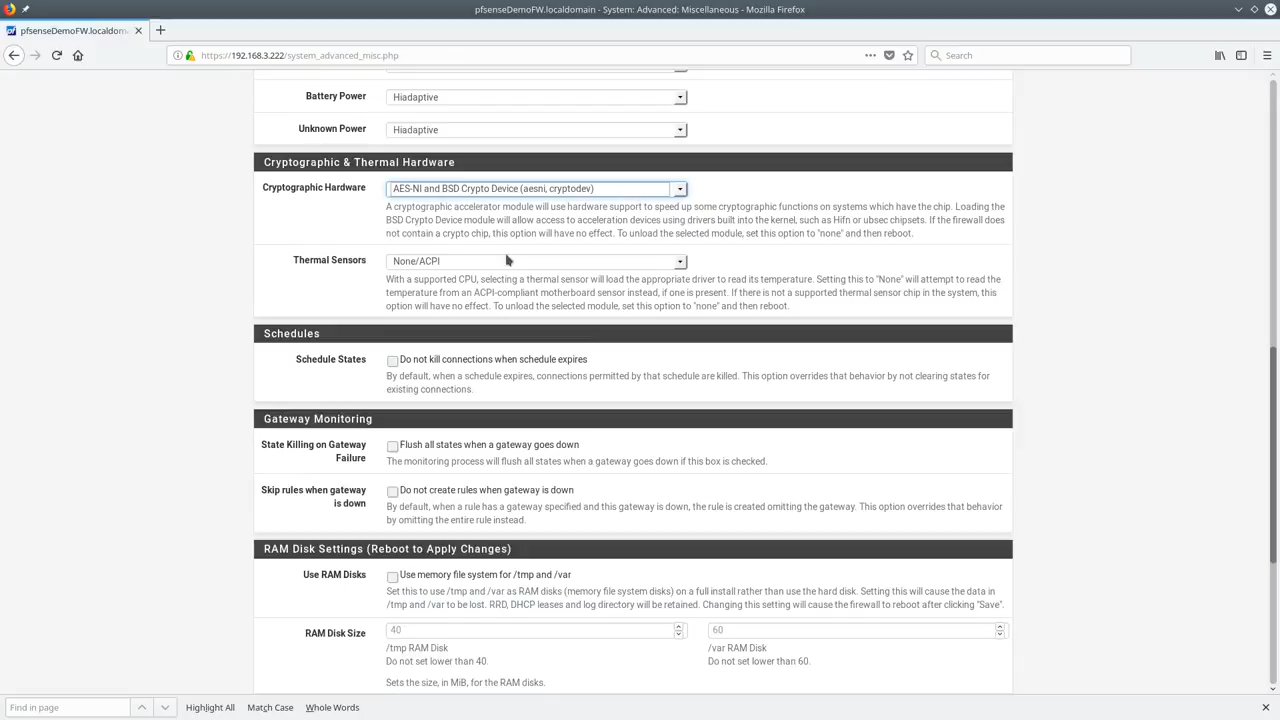 pfsenseDemoFW.localdomain - System: Advanced: Miscellaneous - Mozilla Firefox
pfsenseDemoFW.localdom
https://192.168.3.222/system_advanced_misc.php
Search
Battery Power
Hiadaptive
Unknown Power
Hiadaptive
Cryptographic & Thermal Hardware
Cryptographic Hardware
AES-NI and BSD Crypto Device (aesni, cryptodev)
A cryptographic accelerator module will use hardware support to speed up some cryptographic functions on systems which have the chip. Loading the
BSD Crypto Device module will allow access to acceleration devices using drivers built into the kernel, such as Hifn or ubsec chipsets. If the firewall does
not contain a crypto chip, this option will have no effect. To unload the selected module, set this option to "none" and then reboot.
Thermal Sensors
None/ACPI
With a supported CPU, selecting a thermal sensor will load the appropriate driver to read its temperature. Setting this to "None" will attempt to read the
temperature from an ACPI-compliant motherboard sensor instead, if one is present. If there is not a supported thermal sensor chip in the system, this
option will have no effect. To unload the selected module, set this option to "none" and then reboot.
Schedules
Schedule States
Do not kill connections when schedule expires
By default, when a schedule expires, connections permitted by that schedule are killed. This option overrides that behavior by not clearing states for
existing connections.
Gateway Monitoring
State Killing on Gateway
Failure
Flush all states when a gateway goes down
The monitoring process will flush all states when a gateway goes down if this box is checked.
Skip rules when gateway
is down
Do not create rules when gateway is down
By default, when a rule has a gateway specified and this gateway is down, the rule is created omitting the gateway. This option overrides that behavior
by omitting the entire rule instead.
RAM Disk Settings (Reboot to Apply Changes)
Use RAM Disks
Use memory file system for /tmp and /var
Set this to use /tmp and /var as RAM disks (memory file system disks) on a full install rather than use the hard disk. Setting this will cause the data in
/tmp and /var to be lost. RRD, DHCP leases and log directory will be retained. Changing this setting will cause the firewall to reboot after clicking "Save".
RAM Disk Size
40
60
/tmp RAM Disk
/var RAM Disk
Do not set lower than 40.
Do not set lower than 60.
Sets the size, in MiB, for the RAM disks.
Find in page
Highlight All
Match Case
Whole Words